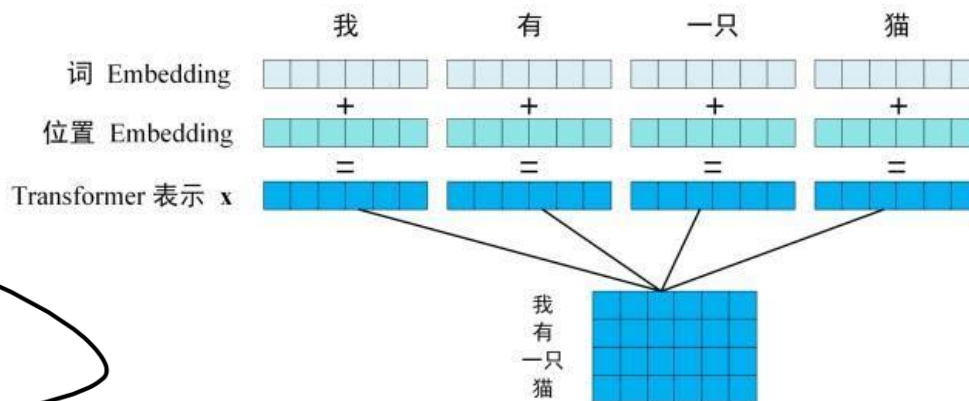 我 有 一只 猫
词 Embedding
+ + + +
位置 Embedding
= = = =
Transformer 表示 x
我
有
一只
猫